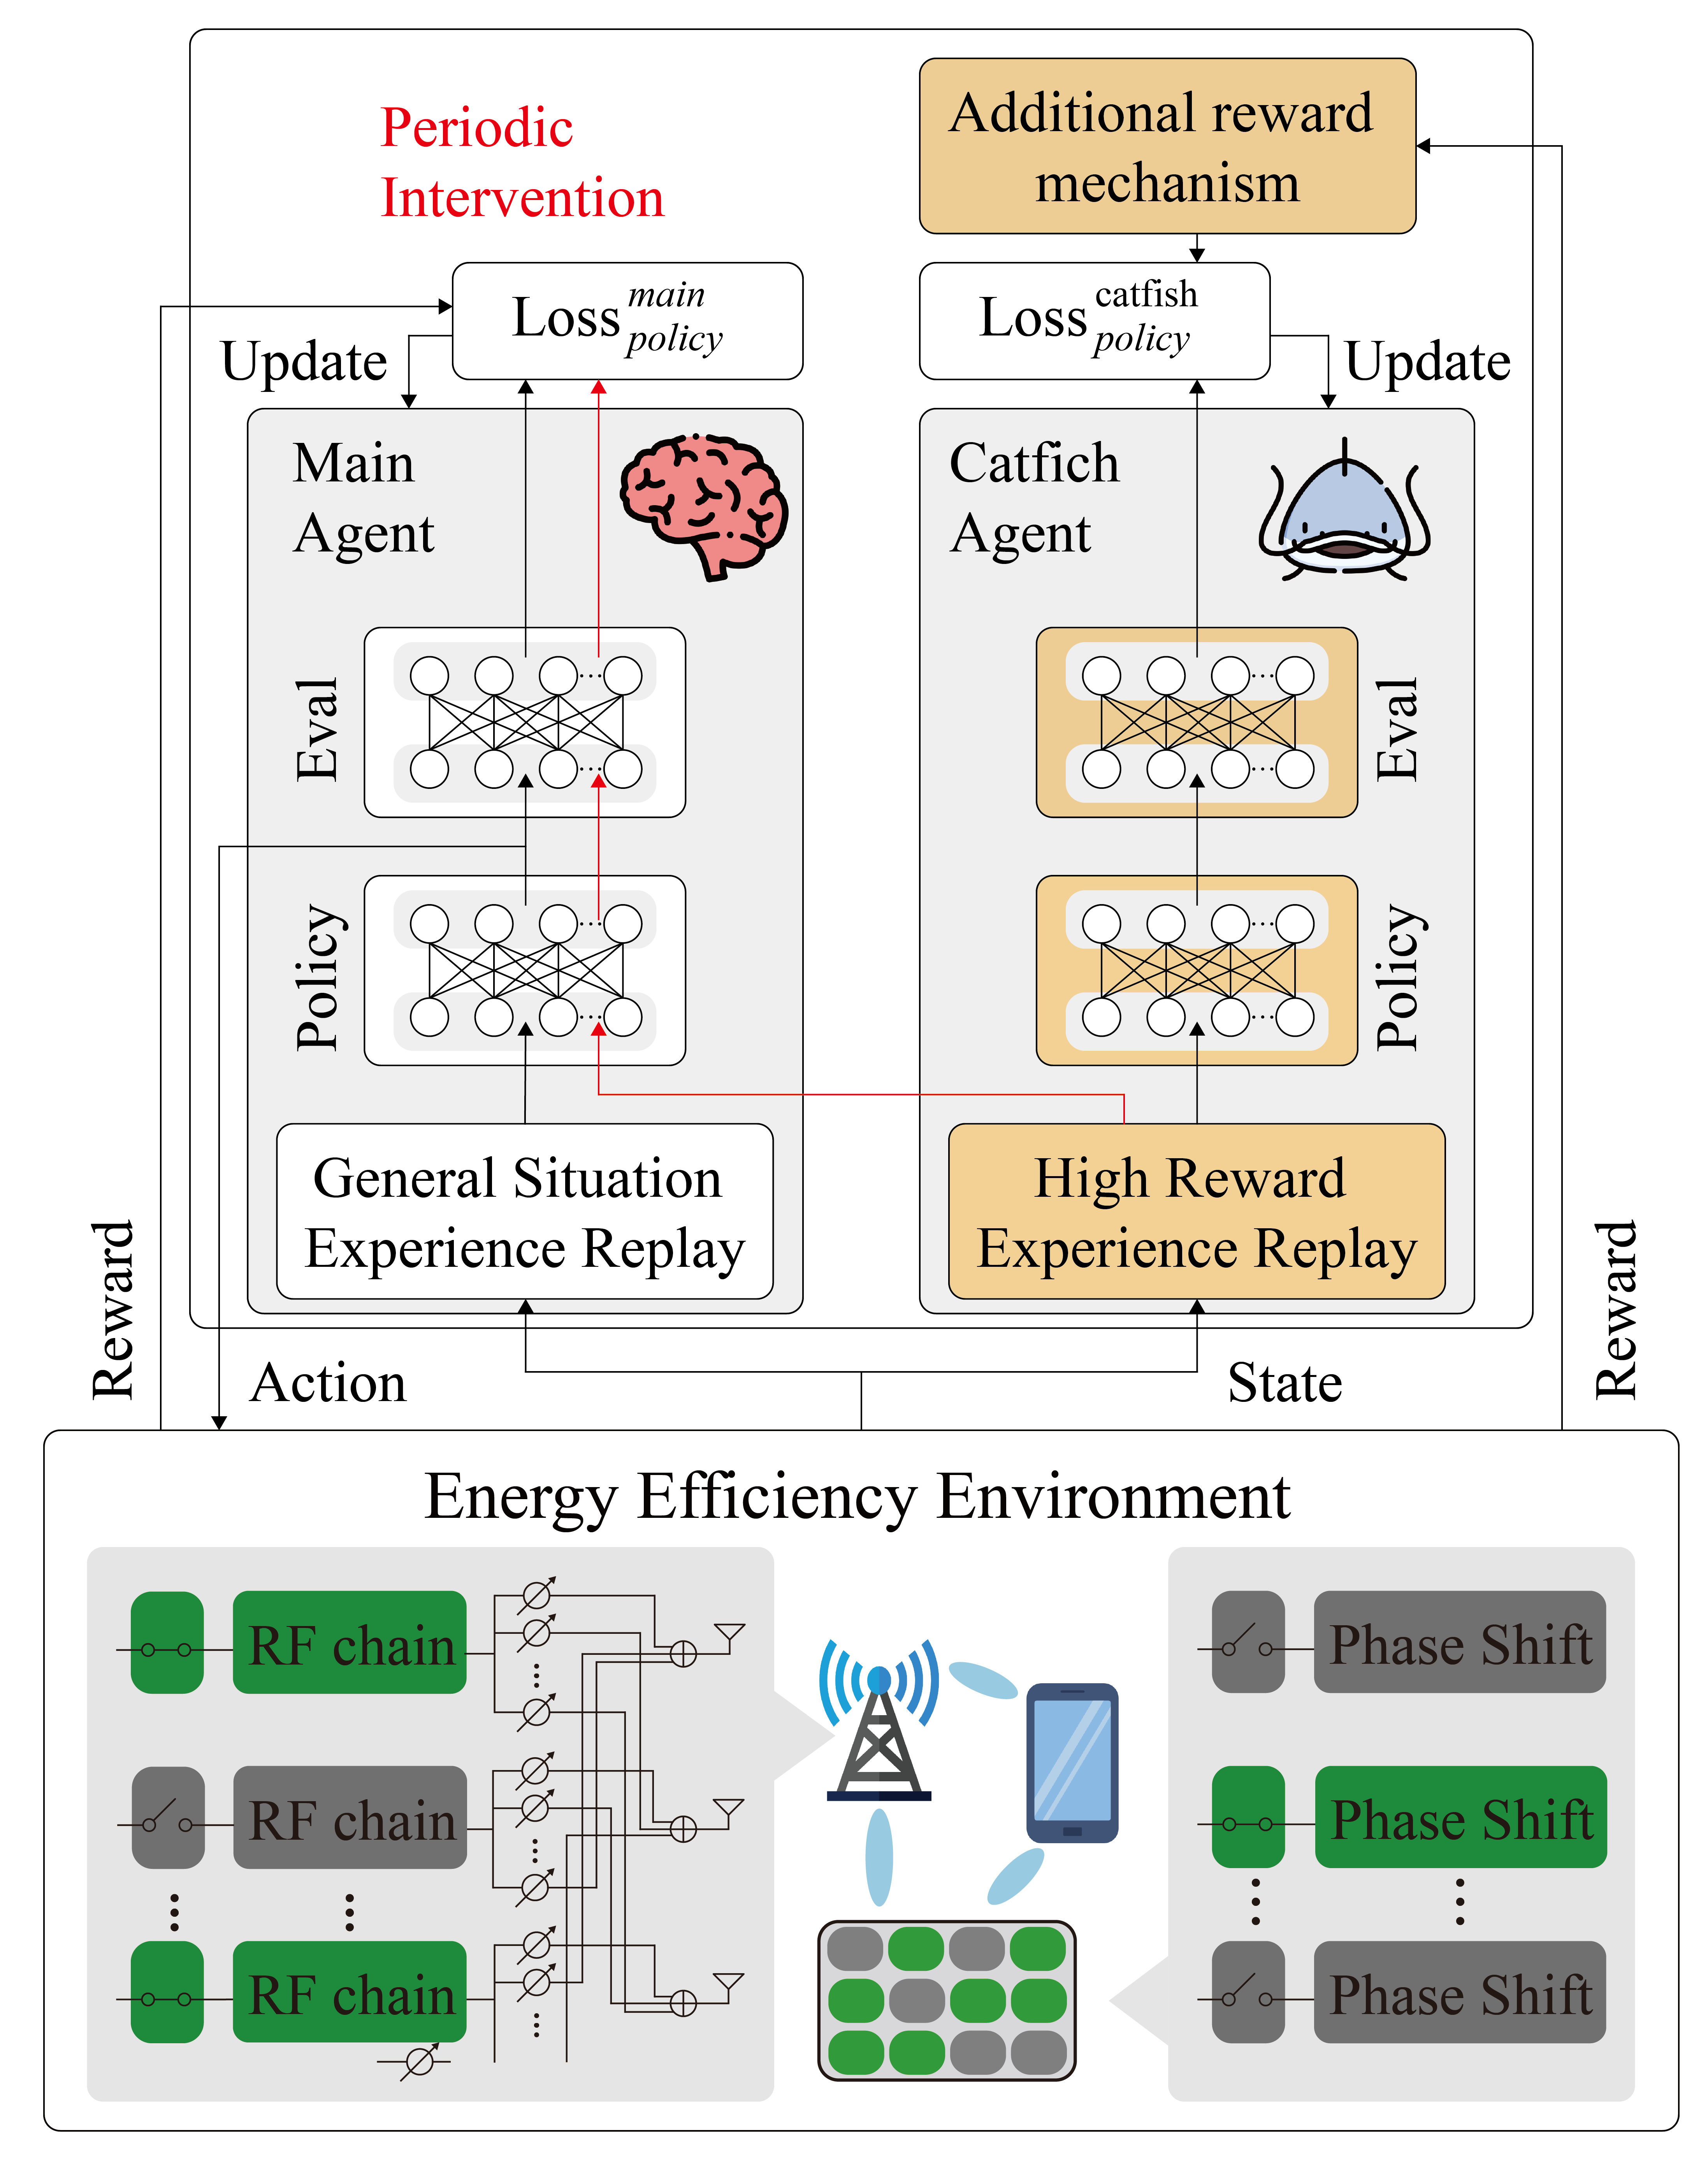 Periodic
Intervention
Additional reward
mechanism
Loss main policy
Loss catfish policy
Update
Update
Main
Agent
Catfich
Agent
Eval
Eval
Policy
Policy
General Situation
Experience Replay
High Reward
Experience Replay
Reward
Action
State
Reward
Energy Efficiency Environment
RF chain
RF chain
RF chain
Phase Shift
Phase Shift
Phase Shift